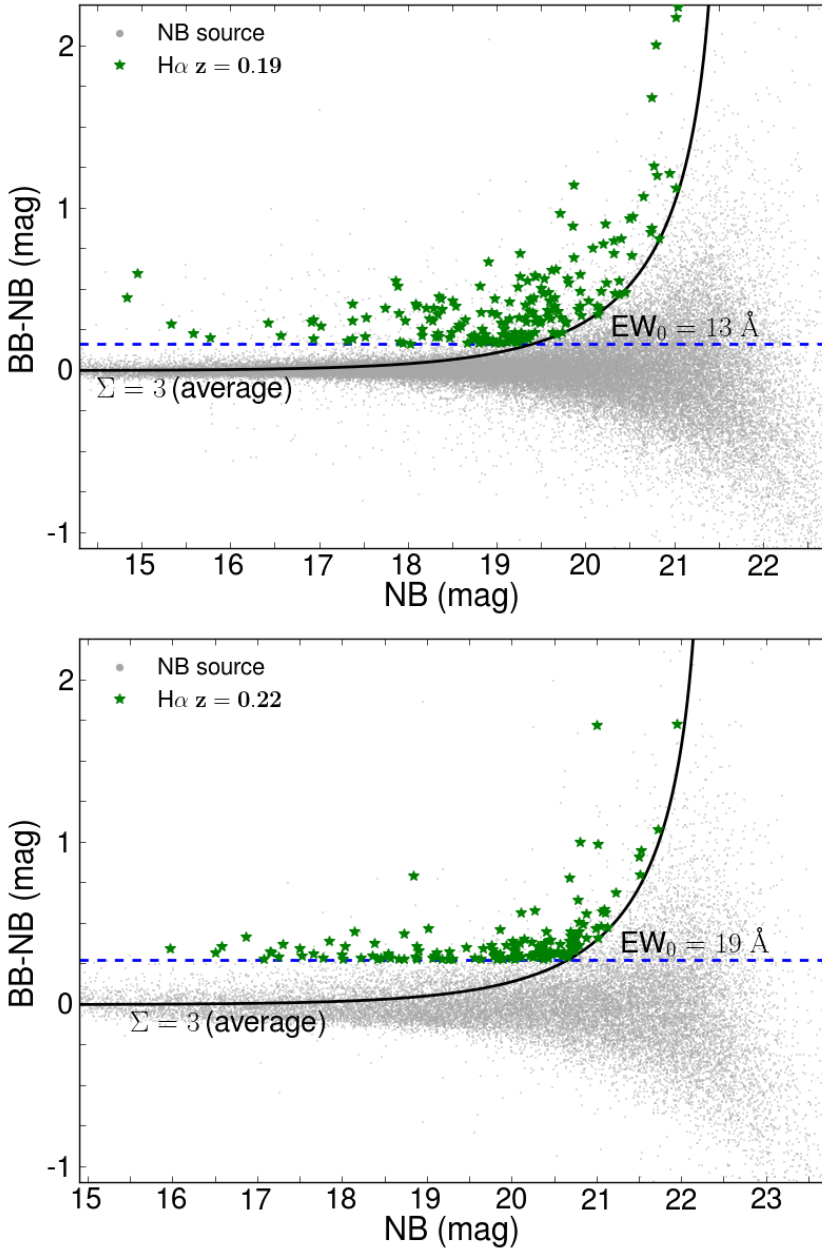 NB source
Hα z = 0.19
2
1
0
-1
BB-NB (mag)
EW₀ = 13 Å
Σ = 3 (average)
15 16 17 18 19 20 21 22
NB (mag)
NB source
Hα z = 0.22
2
1
0
-1
BB-NB (mag)
EW₀ = 19 Å
Σ = 3 (average)
15 16 17 18 19 20 21 22 23
NB (mag)